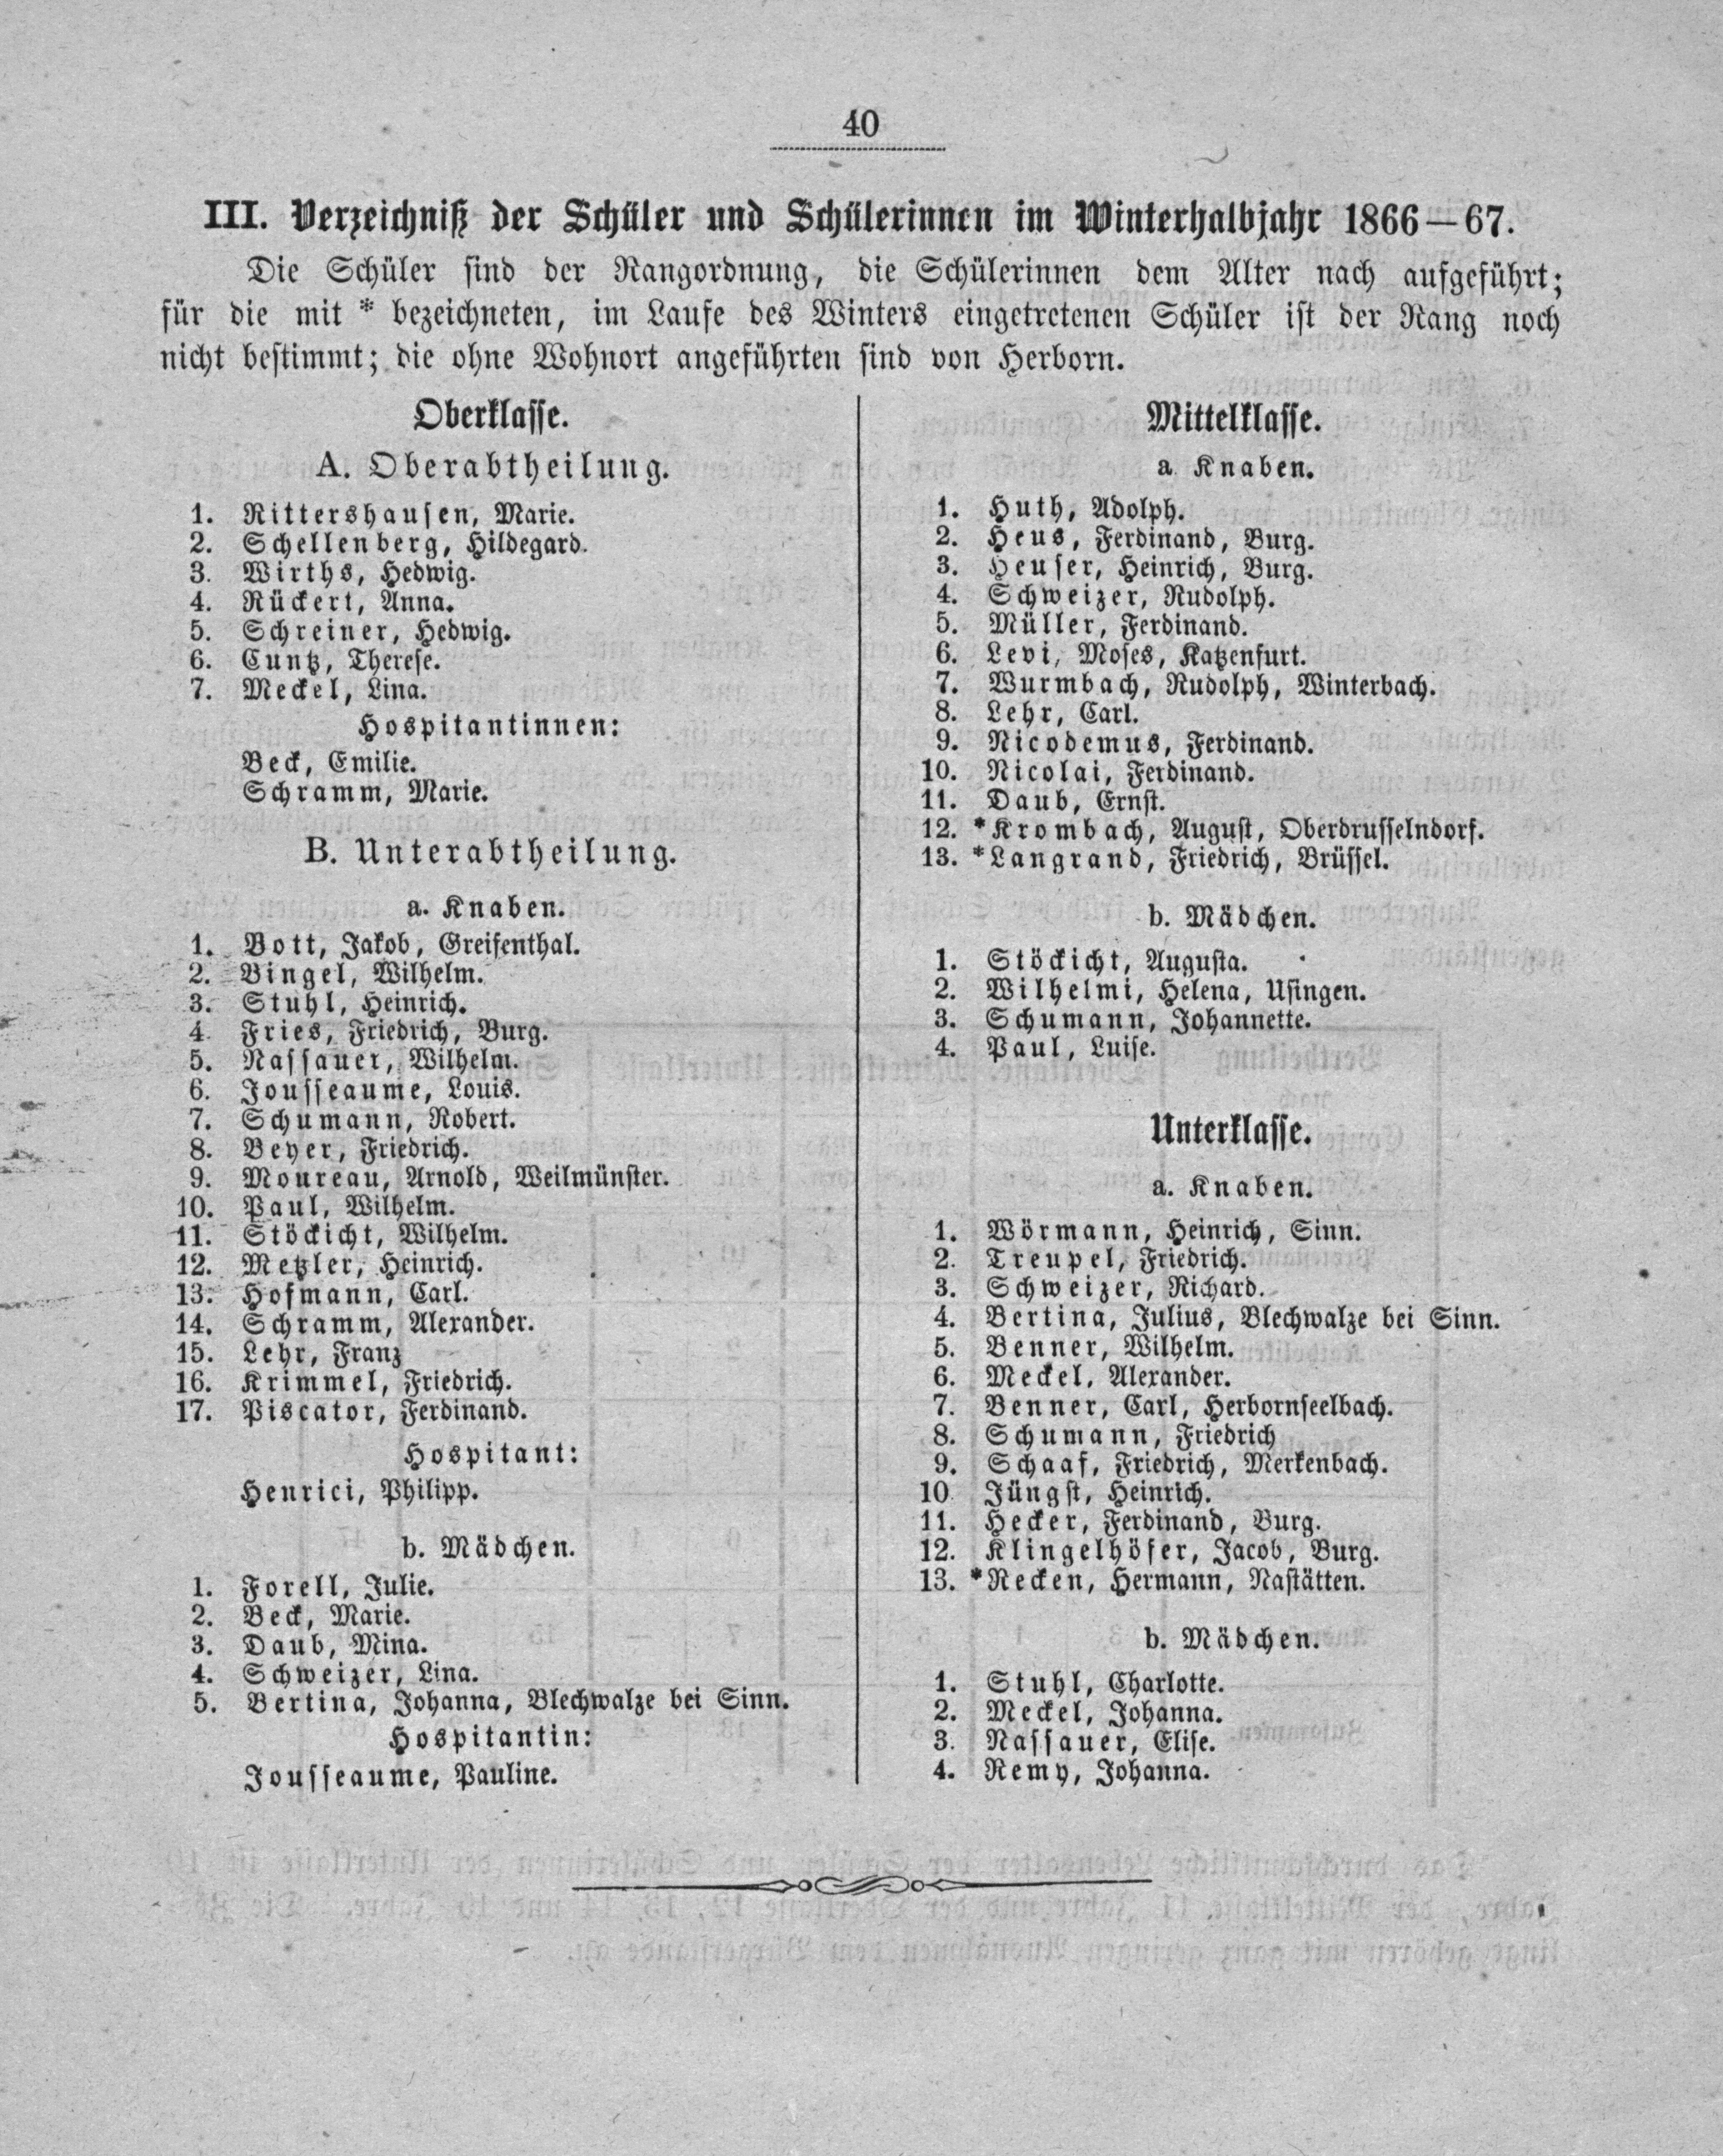 40
III. Verzeichniß der Schüler und Schülerinnen im Winterhalbjahr 1866—67.
Die Schüler sind der Rangordnung, die Schülerinnen dem Alter nach aufgeführt;
für die mit * bezeichneten, im Laufe des Winters eingetretenen Schüler ist der Rang noch
nicht bestimmt; die ohne Wohnort angeführten sind von Herborn.
Oberklasse.
A. Oberabtheilung.
1. Rittershausen, Marie.
2. Schellenberg, Hildegard.
3. Wirths, Hedwig.
4. Rückert, Anna.
5. Schreiner, Hedwig.
6. Cuntz, Therese.
7. Meckel, Lina.
Hospitantinnen:
Beck, Emilie.
Schramm, Marie.
B. Unterabtheilung.
a. Knaben.
1. Bott, Jakob, Greifenthal.
2. Bingel, Wilhelm.
3. Stuhl, Heinrich.
4. Fries, Friedrich, Burg.
5. Nassauer, Wilhelm.
6. Jousseaume, Louis.
7. Schumann, Robert.
8. Beyer, Friedrich.
9. Moureau, Arnold, Weilmünster.
10. Paul, Wilhelm.
11. Stöckicht, Wilhelm.
12. Metzler, Heinrich.
13. Hofmann, Carl.
14. Schramm, Alexander.
15. Lehr, Franz
16. Krimmel, Friedrich.
17. Piscator, Ferdinand.
Hospitant:
Henrici, Philipp.
b. Mädchen.
1. Forell, Julie.
2. Beck, Marie.
3. Daub, Mina.
4. Schweizer, Lina.
5. Bertina, Johanna, Blechwalze bei Sinn.
Hospitantin:
Jousseaume, Pauline.
Mittelklasse.
a Knaben.
1. Huth, Adolph.
2. Heus, Ferdinand, Burg.
3. Heuser, Heinrich, Burg.
4. Schweizer, Rudolph.
5. Müller, Ferdinand.
6. Levi, Moses, Katzenfurt.
7. Wurmbach, Rudolph, Winterbach.
8. Lehr, Carl.
9. Nicodemus, Ferdinand.
10. Nicolai, Ferdinand.
11. Daub, Ernst.
12. *Krombach, August, Oberdrusselndorf.
13. *Langrand, Friedrich, Brüssel.
b. Mädchen.
1. Stöckicht, Augusta.
2. Wilhelmi, Helena, Usingen.
3. Schumann, Johannette.
4. Paul, Luise.
Unterklasse.
a. Knaben.
1. Wörmann, Heinrich, Sinn.
2. Treupel, Friedrich.
3. Schweizer, Richard.
4. Bertina, Julius, Blechwalze bei Sinn.
5. Benner, Wilhelm.
6. Meckel, Alexander.
7. Benner, Carl, Herbornseelbach.
8. Schumann, Friedrich
9. Schaaf, Friedrich, Merkenbach.
10 Jüngst, Heinrich.
11. Hecker, Ferdinand, Burg.
12. Klingelhöfer, Jacob, Burg.
13. *Recken, Hermann, Nastätten.
b. Mädchen.
1. Stuhl, Charlotte.
2. Meckel, Johanna.
3. Nassauer, Elise.
4. Remy, Johanna.